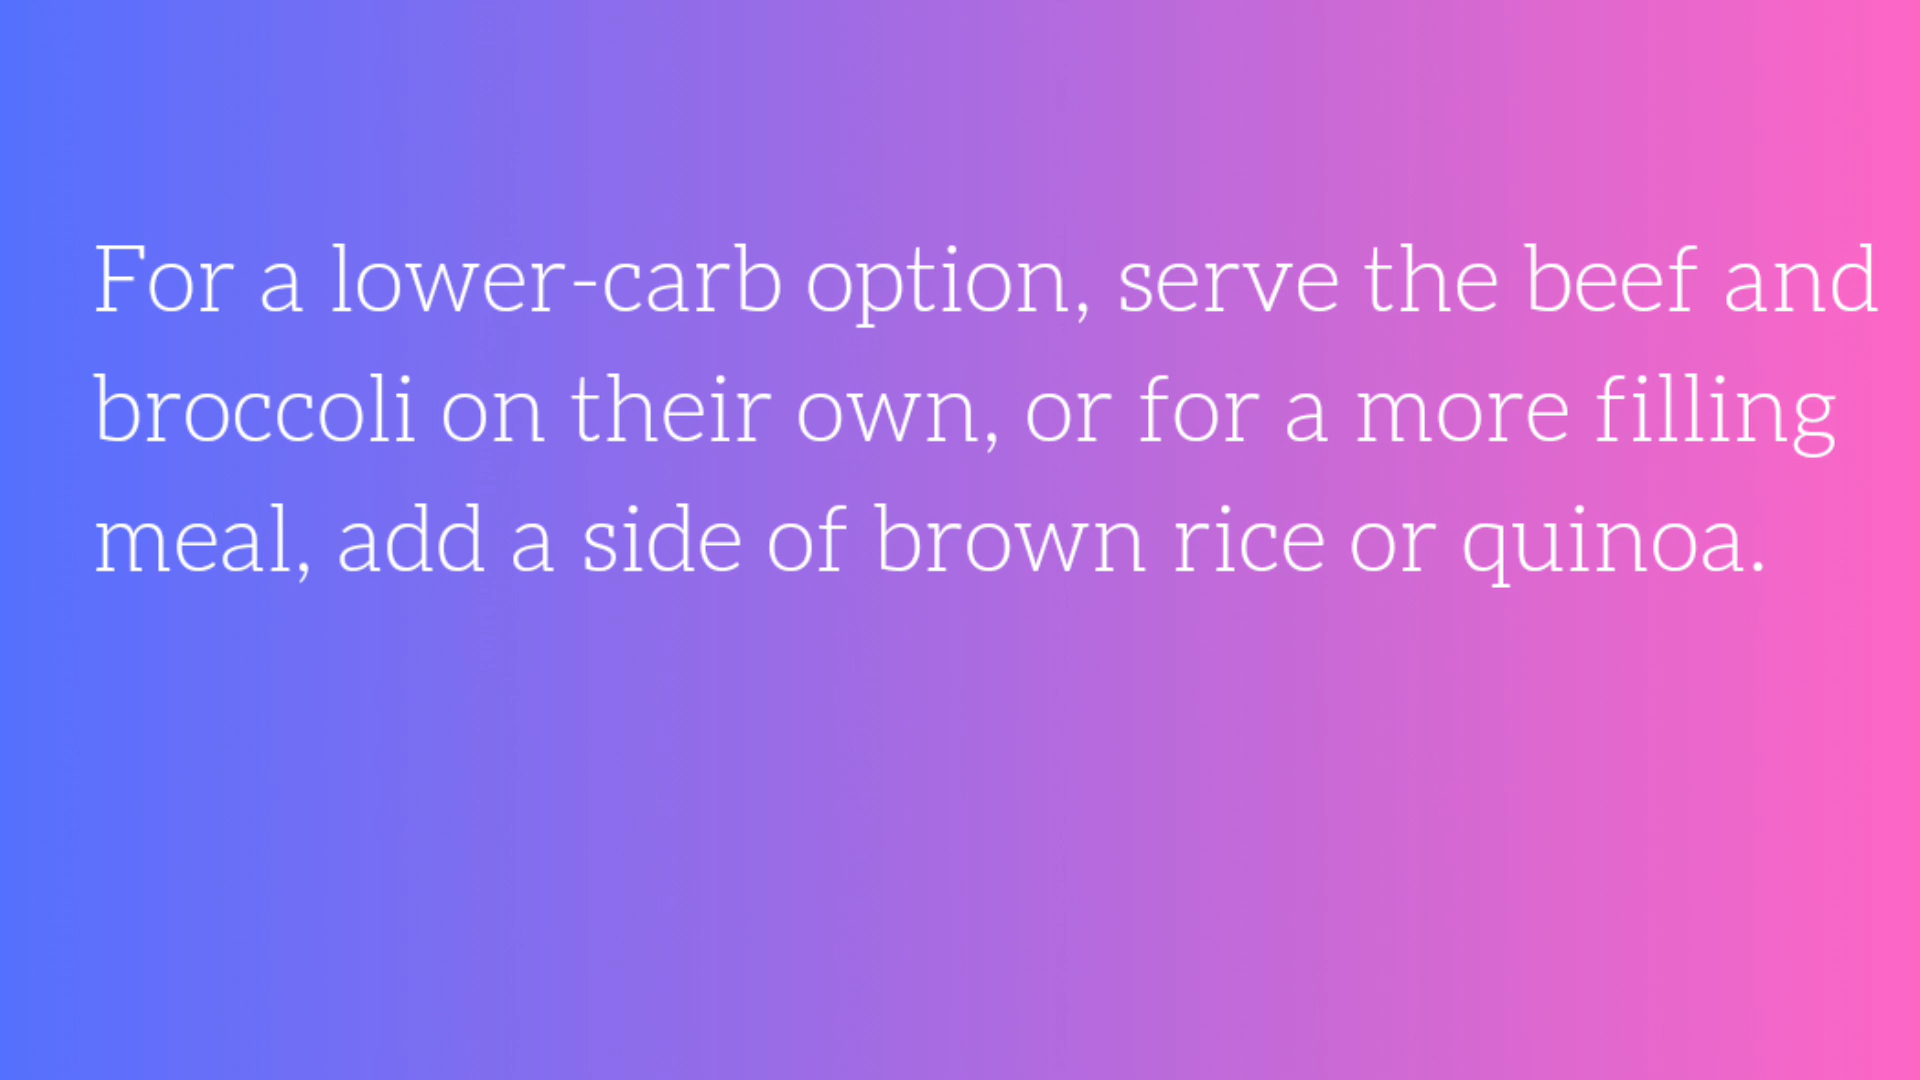 For a lower-carb option, serve the beef and
broccoli on their own, or for a more filling
meal, add a side of brown rice or quinoa.